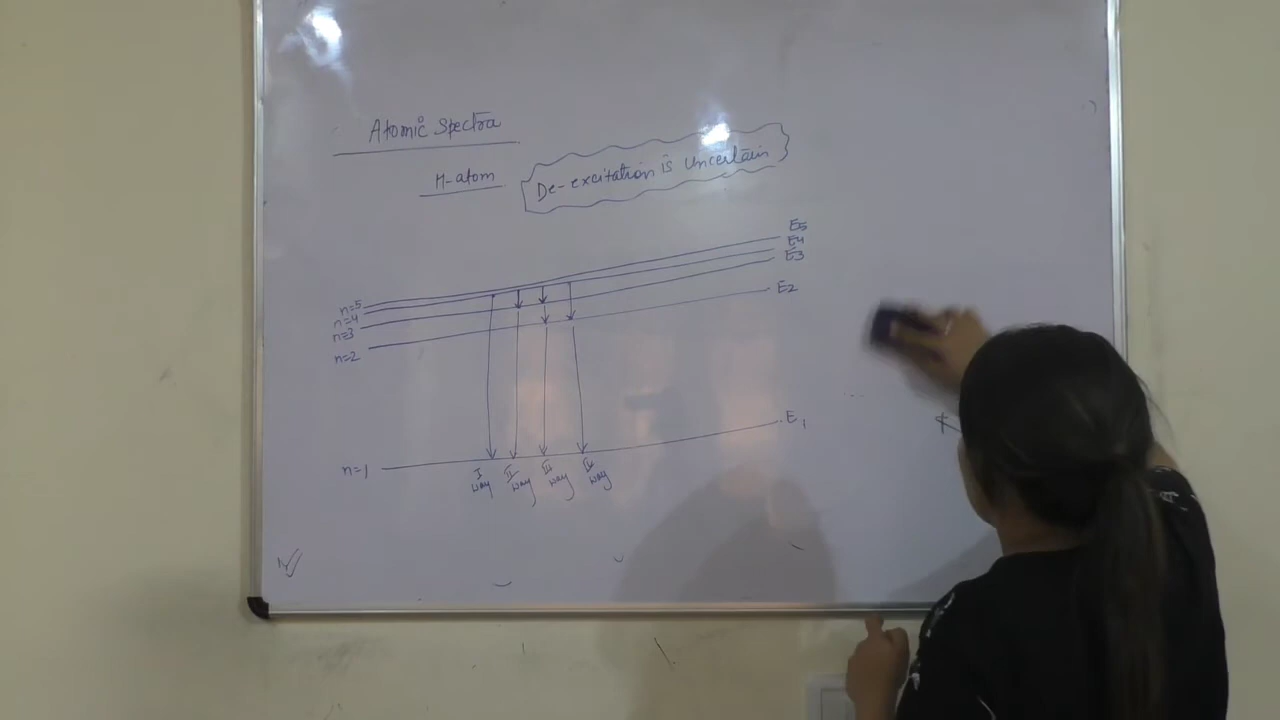 Atomic Spectra
H-atom
De-excitation is Uncertain
E5
E4
E3
E2
n=5
n=4
n=3
n=2
E1
n=1
I way
II way
III way
IV way